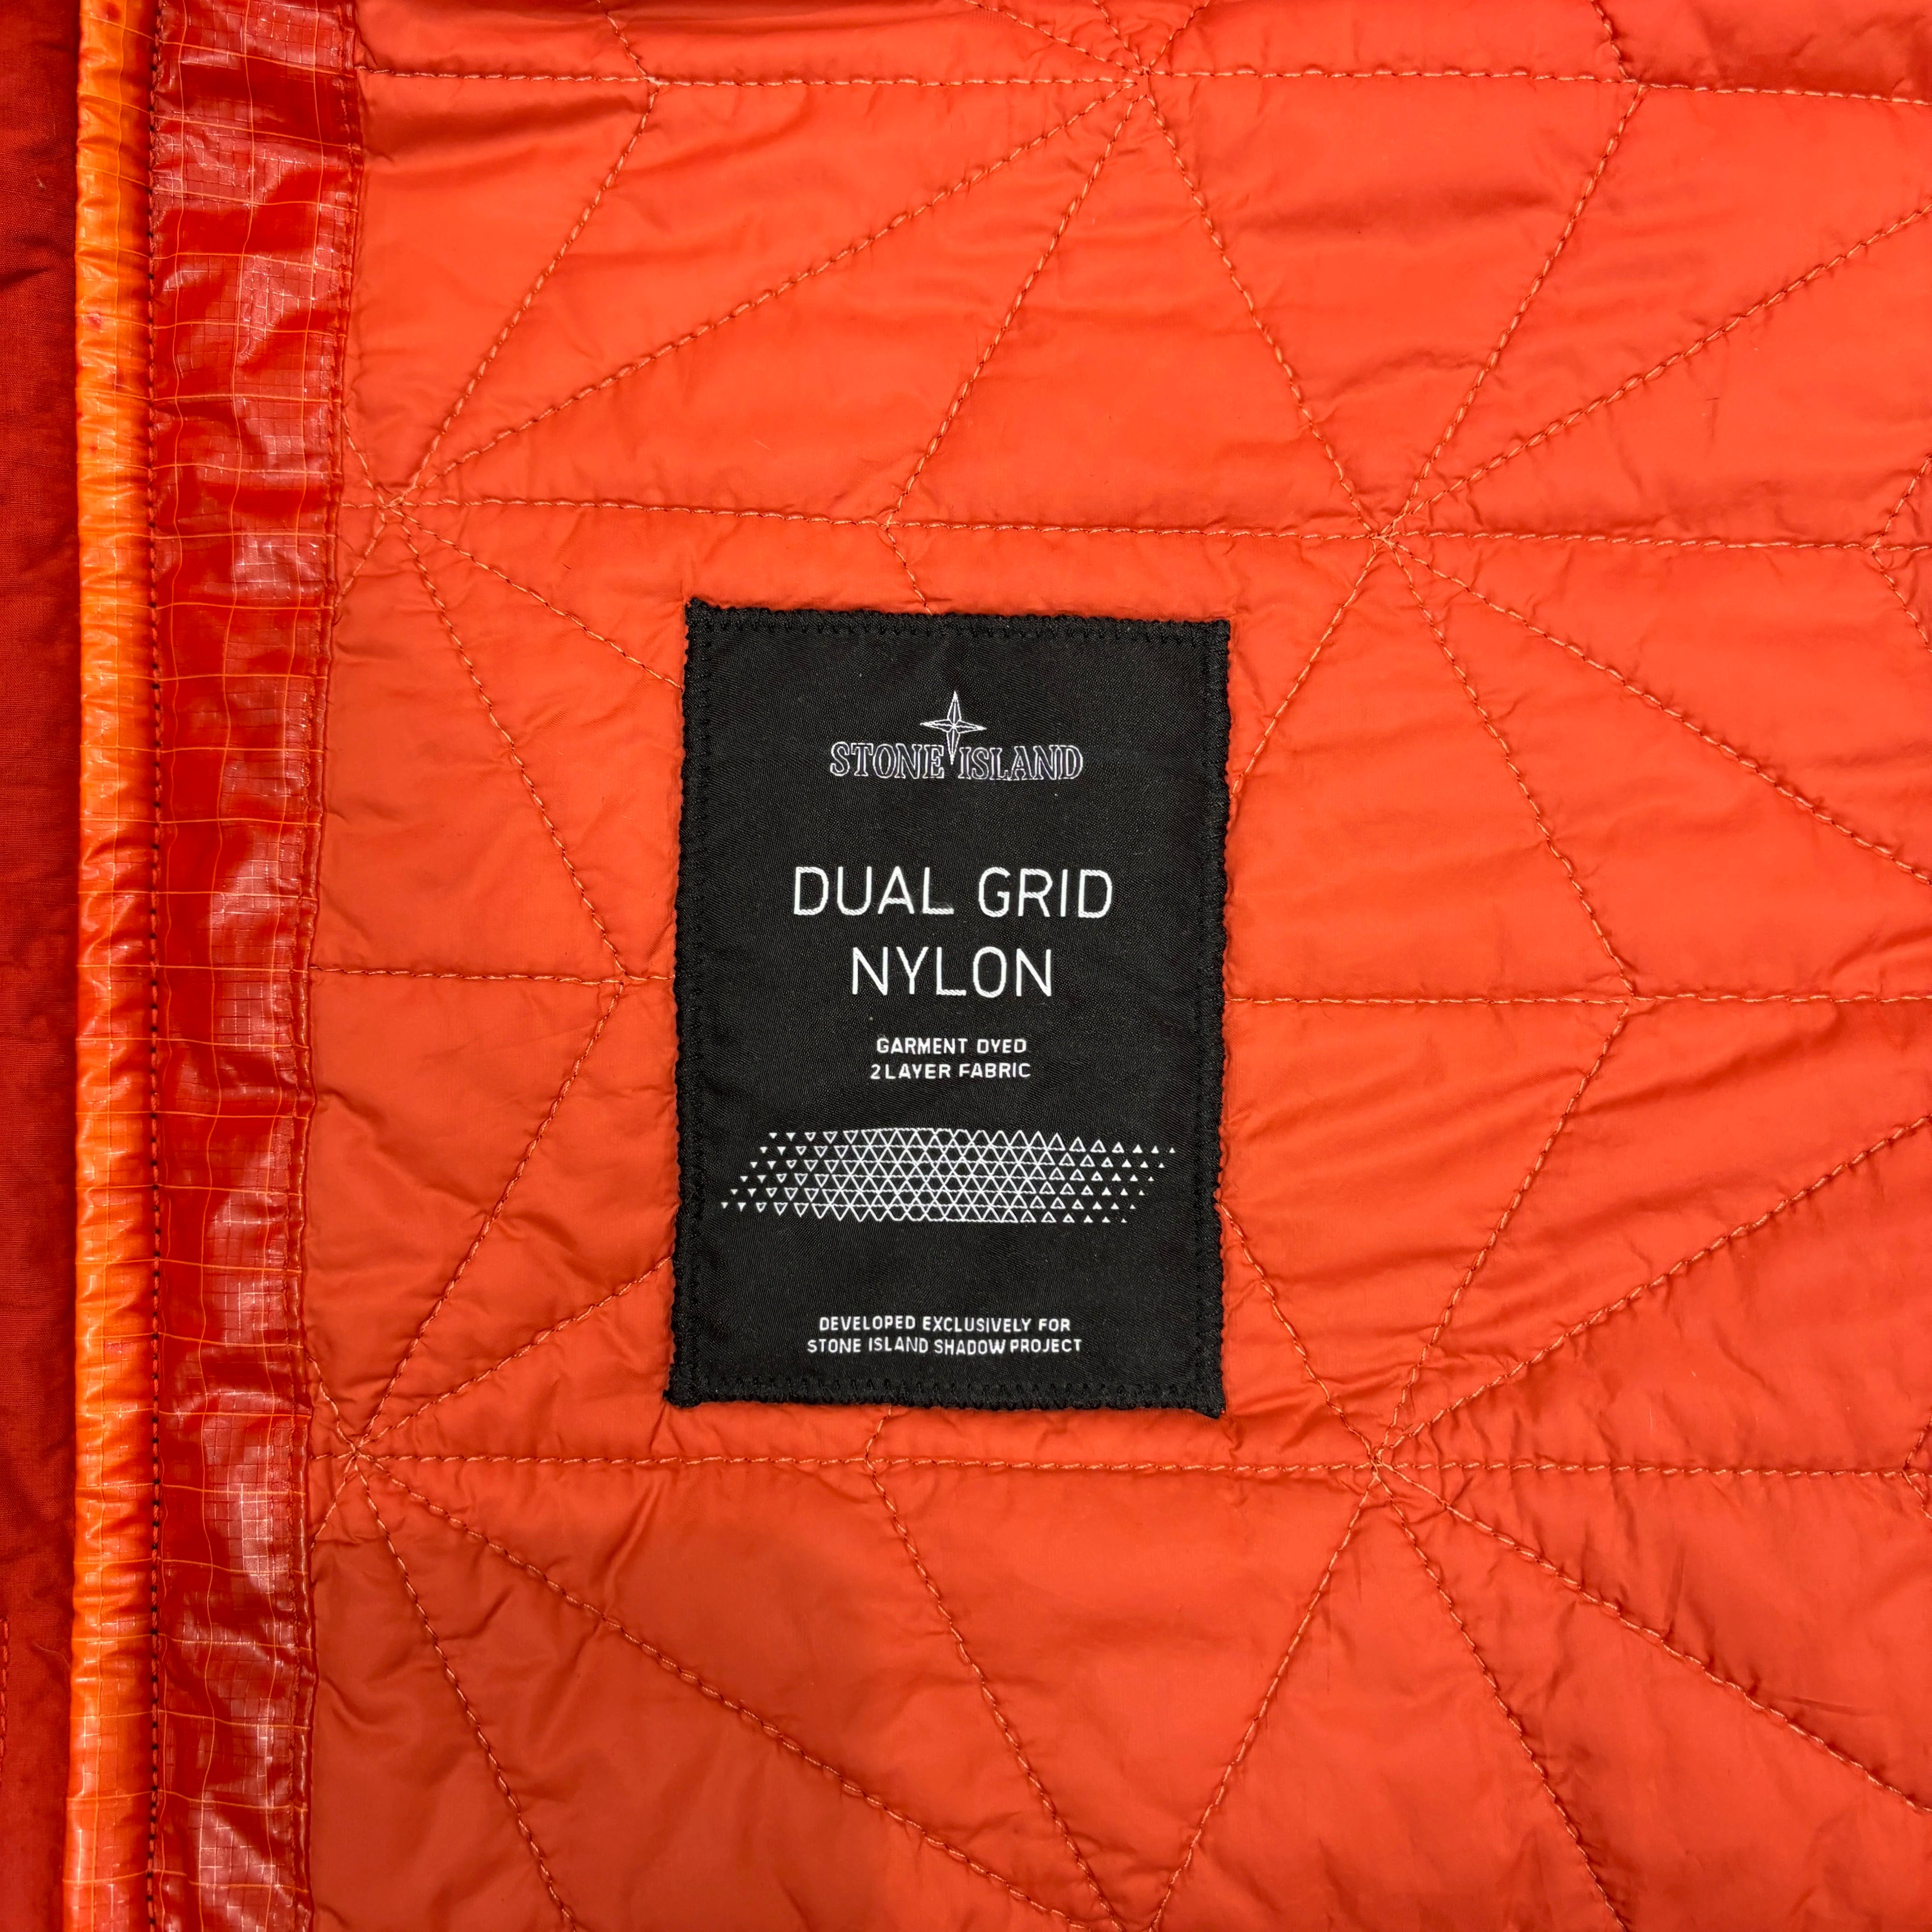 STONE ISLAND
DUAL GRID
NYLON
GARMENT DYED
2 LAYER FABRIC
DEVELOPED EXCLUSIVELY FOR
STONE ISLAND SHADOW PROJECT